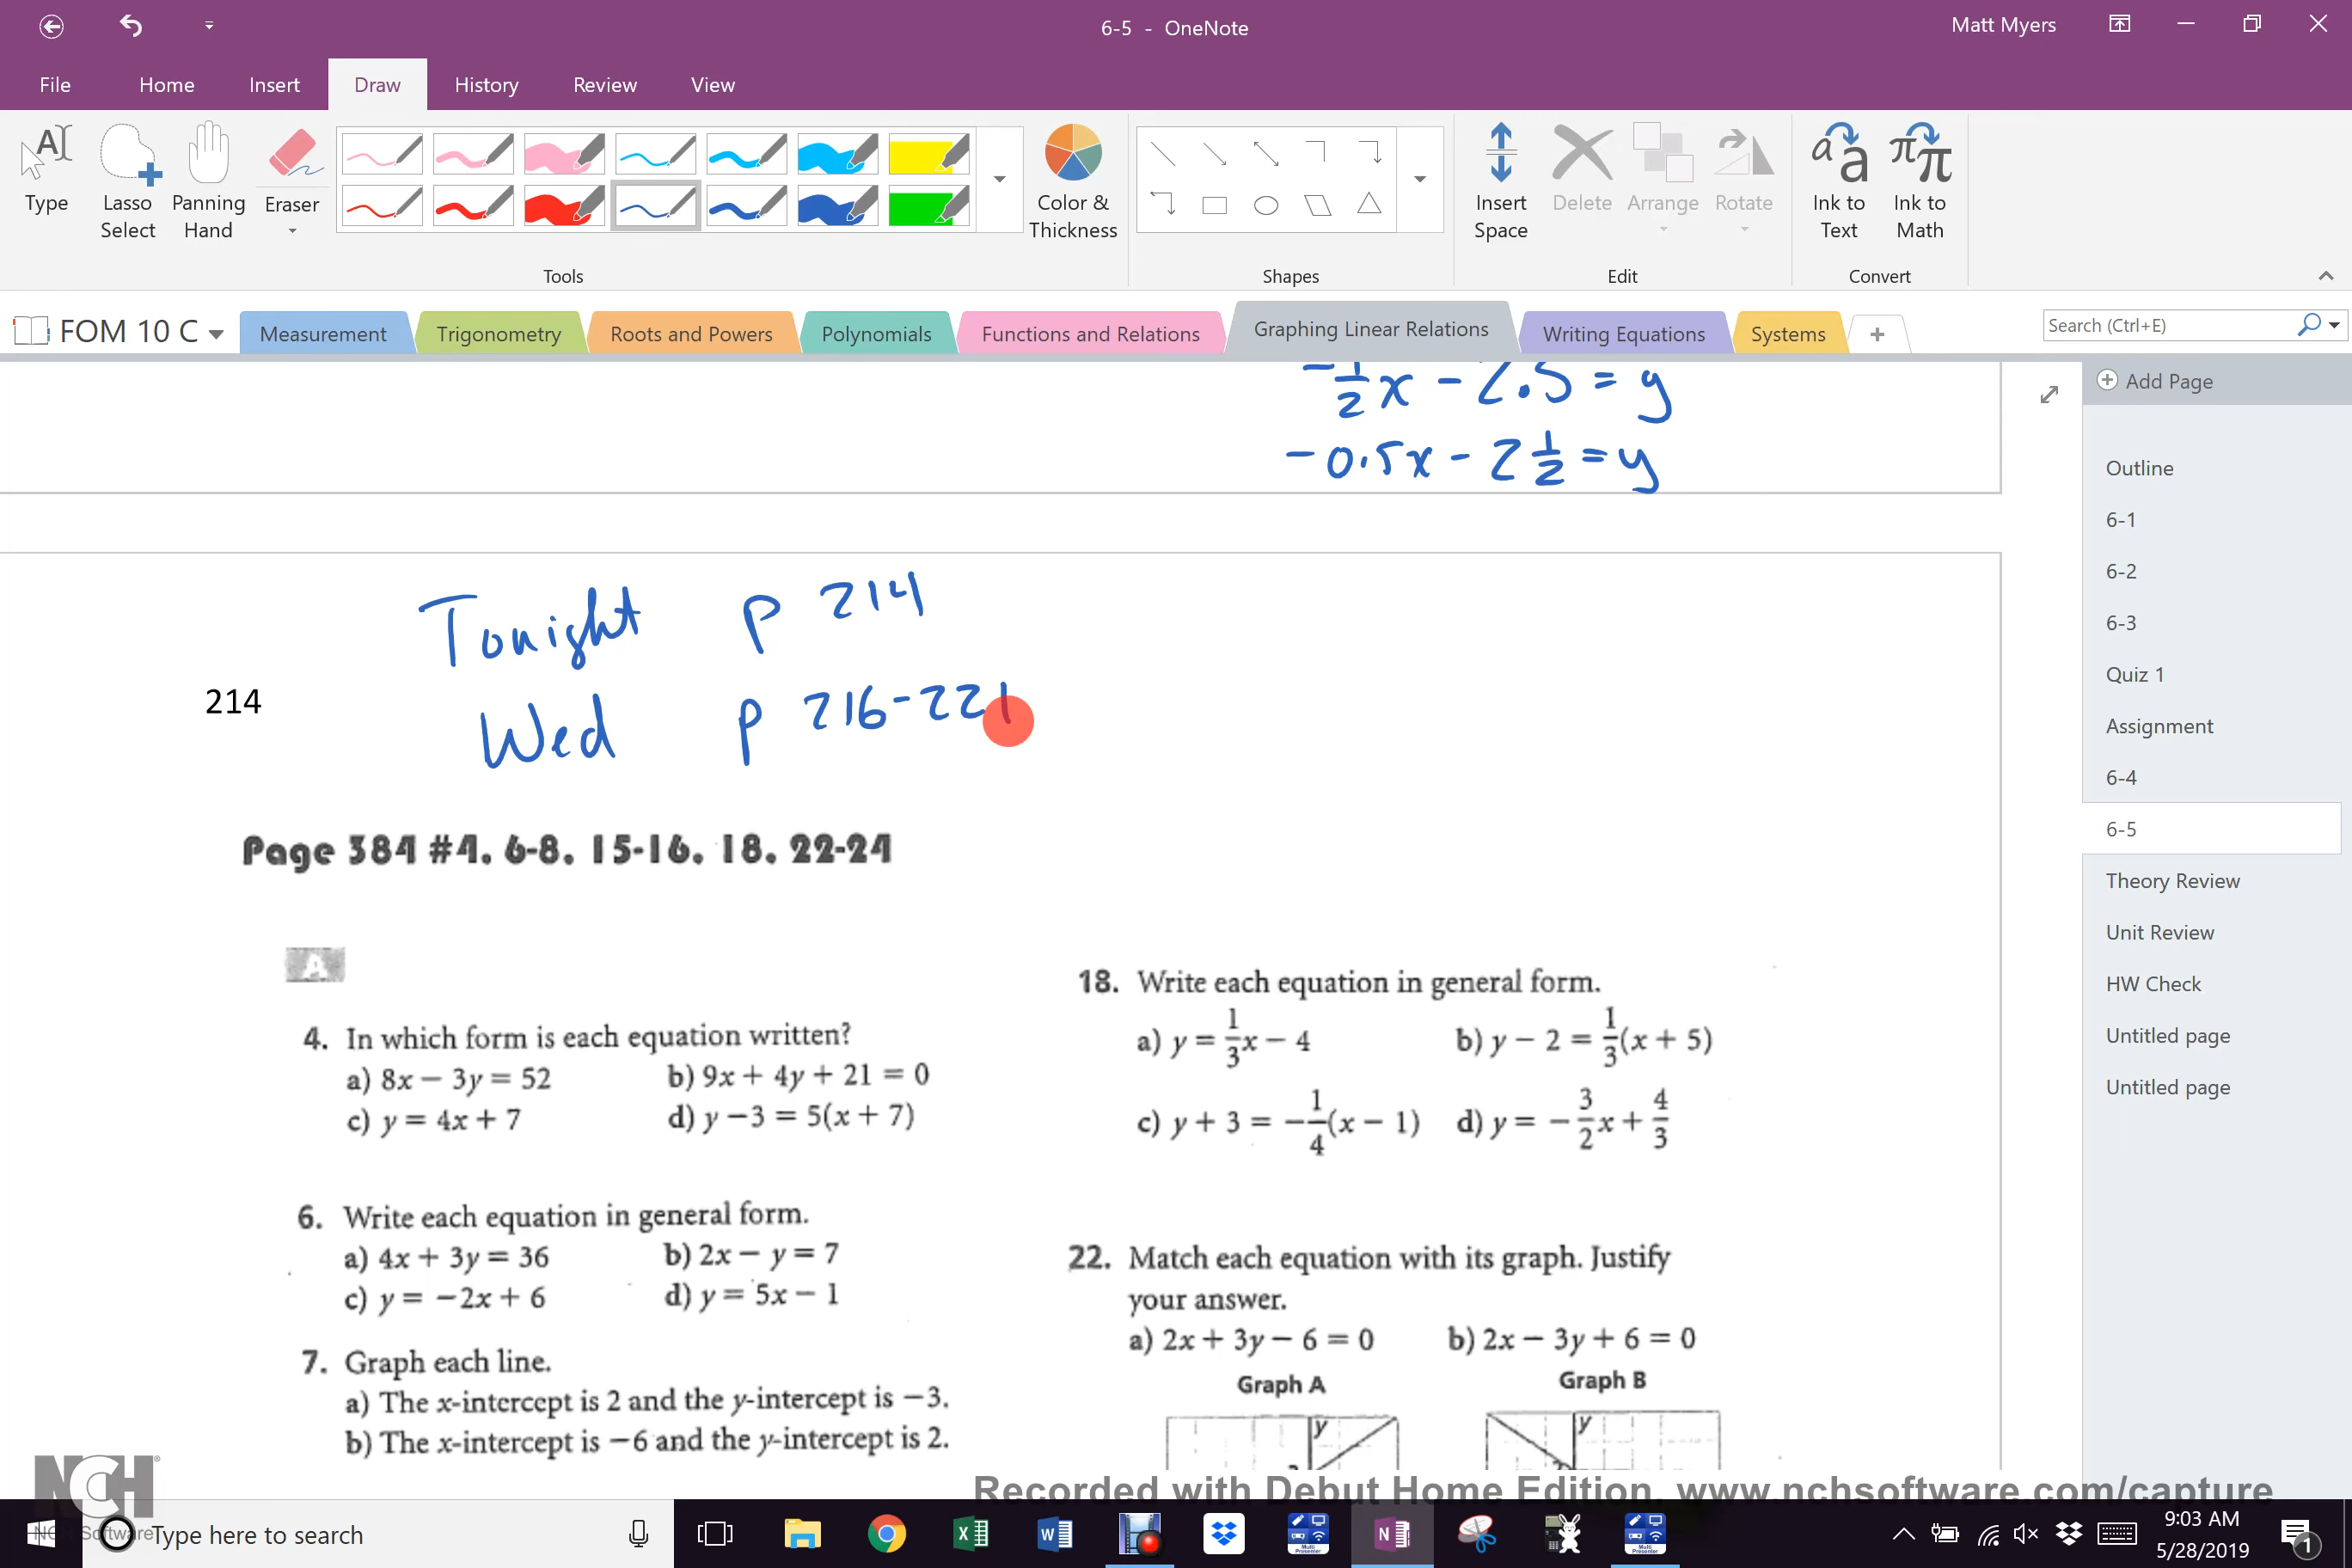 6-5 - OneNote
Matt Myers
File Home Insert Draw History Review View
Type
Lasso Select
Panning Hand
Eraser
Color & Thickness
Insert Space
Delete
Arrange
Rotate
Ink to Text
Ink to Math
Tools
Shapes
Edit
Convert
FOM 10 C
Measurement
Trigonometry
Roots and Powers
Polynomials
Functions and Relations
Graphing Linear Relations
Writing Equations
Systems
Search (Ctrl+E)
Add Page
Outline
6-1
6-2
6-3
Quiz 1
Assignment
6-4
6-5
Theory Review
Unit Review
HW Check
Untitled page
Untitled page
-1/2 x - 2.5 = y
-0.5x - 2 1/2 = y
Tonight p 214
214
Wed p 216-221
Page 384 #4, 6-8, 15-16, 18, 22-24
A
4. In which form is each equation written?
a) 8x − 3y = 52 b) 9x + 4y + 21 = 0
c) y = 4x + 7 d) y − 3 = 5(x + 7)
6. Write each equation in general form.
a) 4x + 3y = 36 b) 2x − y = 7
c) y = −2x + 6 d) y = 5x − 1
7. Graph each line.
a) The x-intercept is 2 and the y-intercept is −3.
b) The x-intercept is −6 and the y-intercept is 2.
18. Write each equation in general form.
a) y = 1/3 x − 4 b) y − 2 = 1/3 (x + 5)
c) y + 3 = −1/4 (x − 1) d) y = −3/2 x + 4/3
22. Match each equation with its graph. Justify
your answer.
a) 2x + 3y − 6 = 0 b) 2x − 3y + 6 = 0
Graph A Graph B
y y
Recorded with Debut Home Edition. www.nchsoftware.com/capture
NCH
NCH Software
Type here to search
9:03 AM
5/28/2019